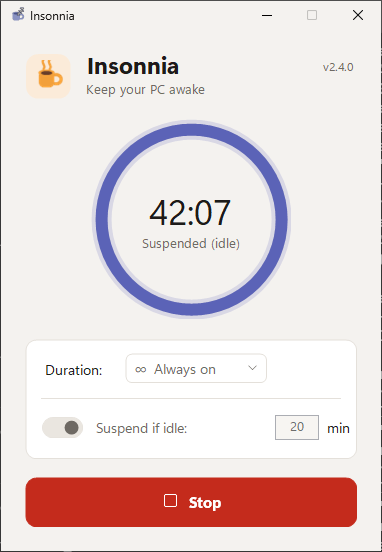 Insonnia
Insonnia
v2.4.0
Keep your PC awake
42:07
Suspended (idle)
Duration:
∞ Always on
Suspend if idle:
20
min
Stop